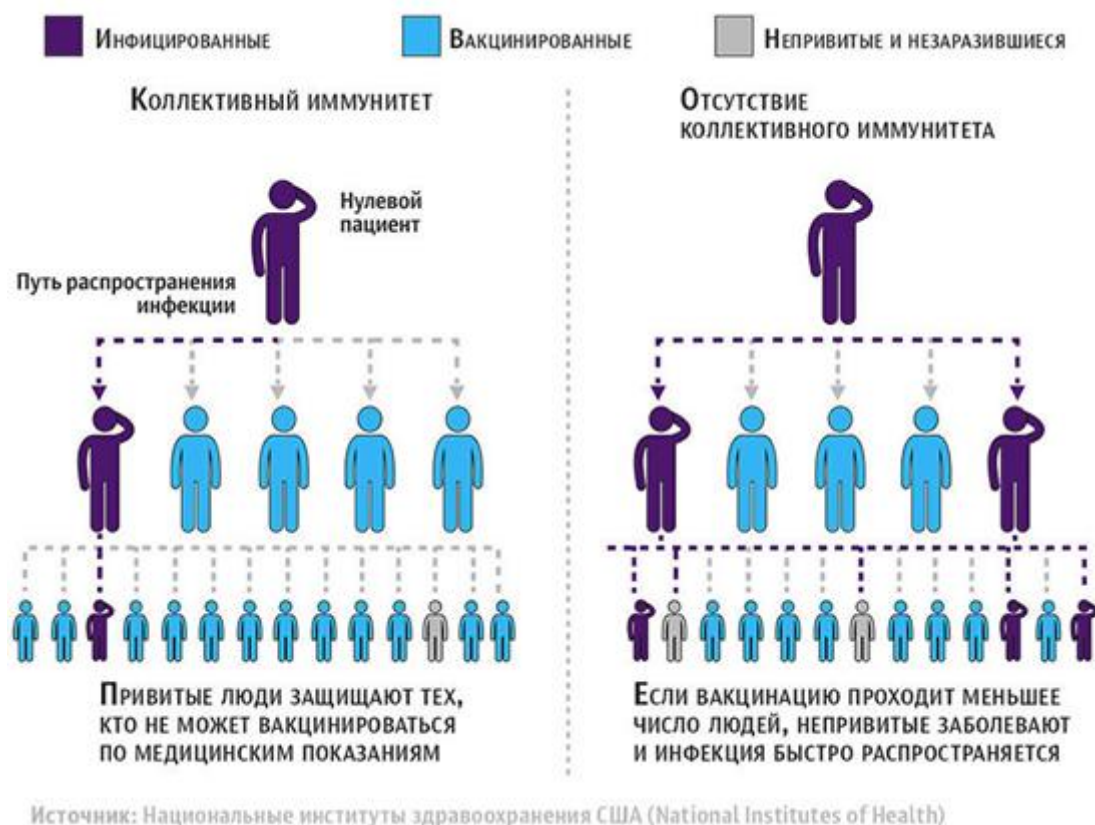 Инфицированные
Вакцинированные
Непривитые и незаразившиеся
Коллективный иммунитет
Нулевой
пациент
Путь распространения
инфекции
Привитые люди защищают тех,
кто не может вакцинироваться
по медицинским показаниям
Отсутствие
коллективного иммунитета
Если вакцинацию проходит меньшее
число людей, непривитые заболевают
и инфекция быстро распространяется
Источник: Национальные институты здравоохранения США (National Institutes of Health)